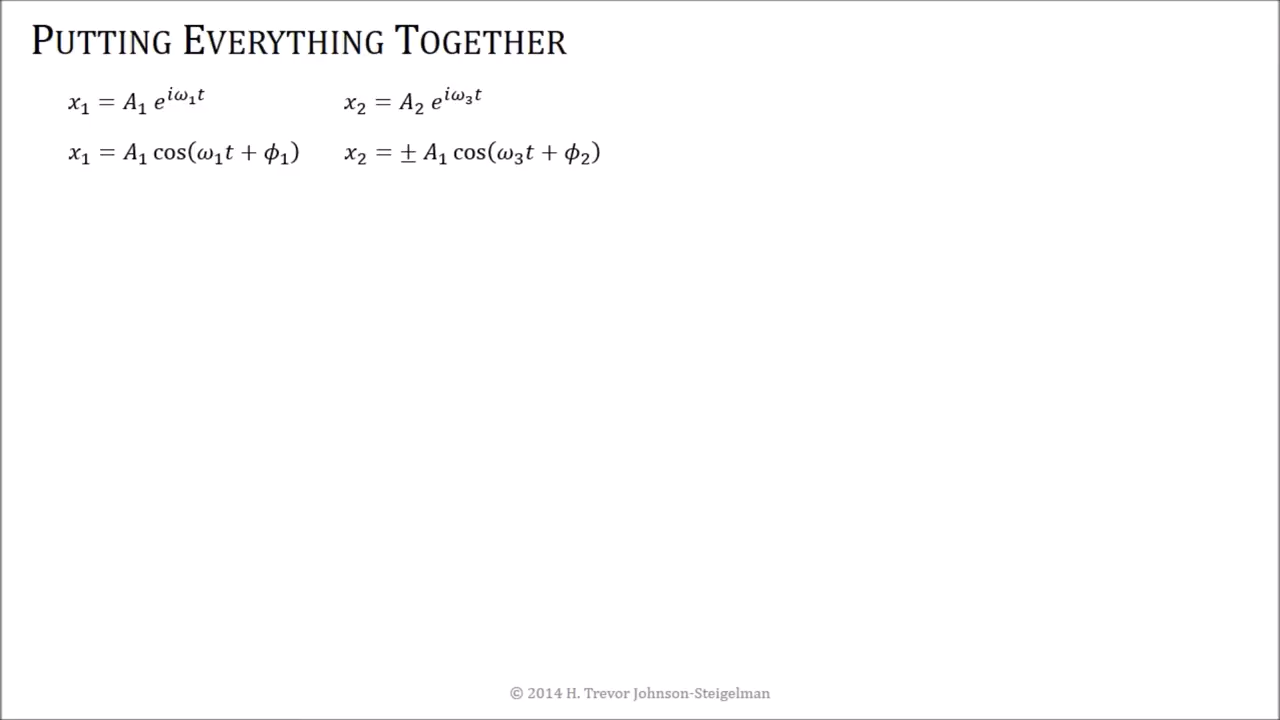 PUTTING EVERYTHING TOGETHER
x₁ = A₁ e^{iω₁t} x₂ = A₂ e^{iω₃t}
x₁ = A₁ cos(ω₁t + ϕ₁) x₂ = ± A₁ cos(ω₃t + ϕ₂)
© 2014 H. Trevor Johnson-Steigelman